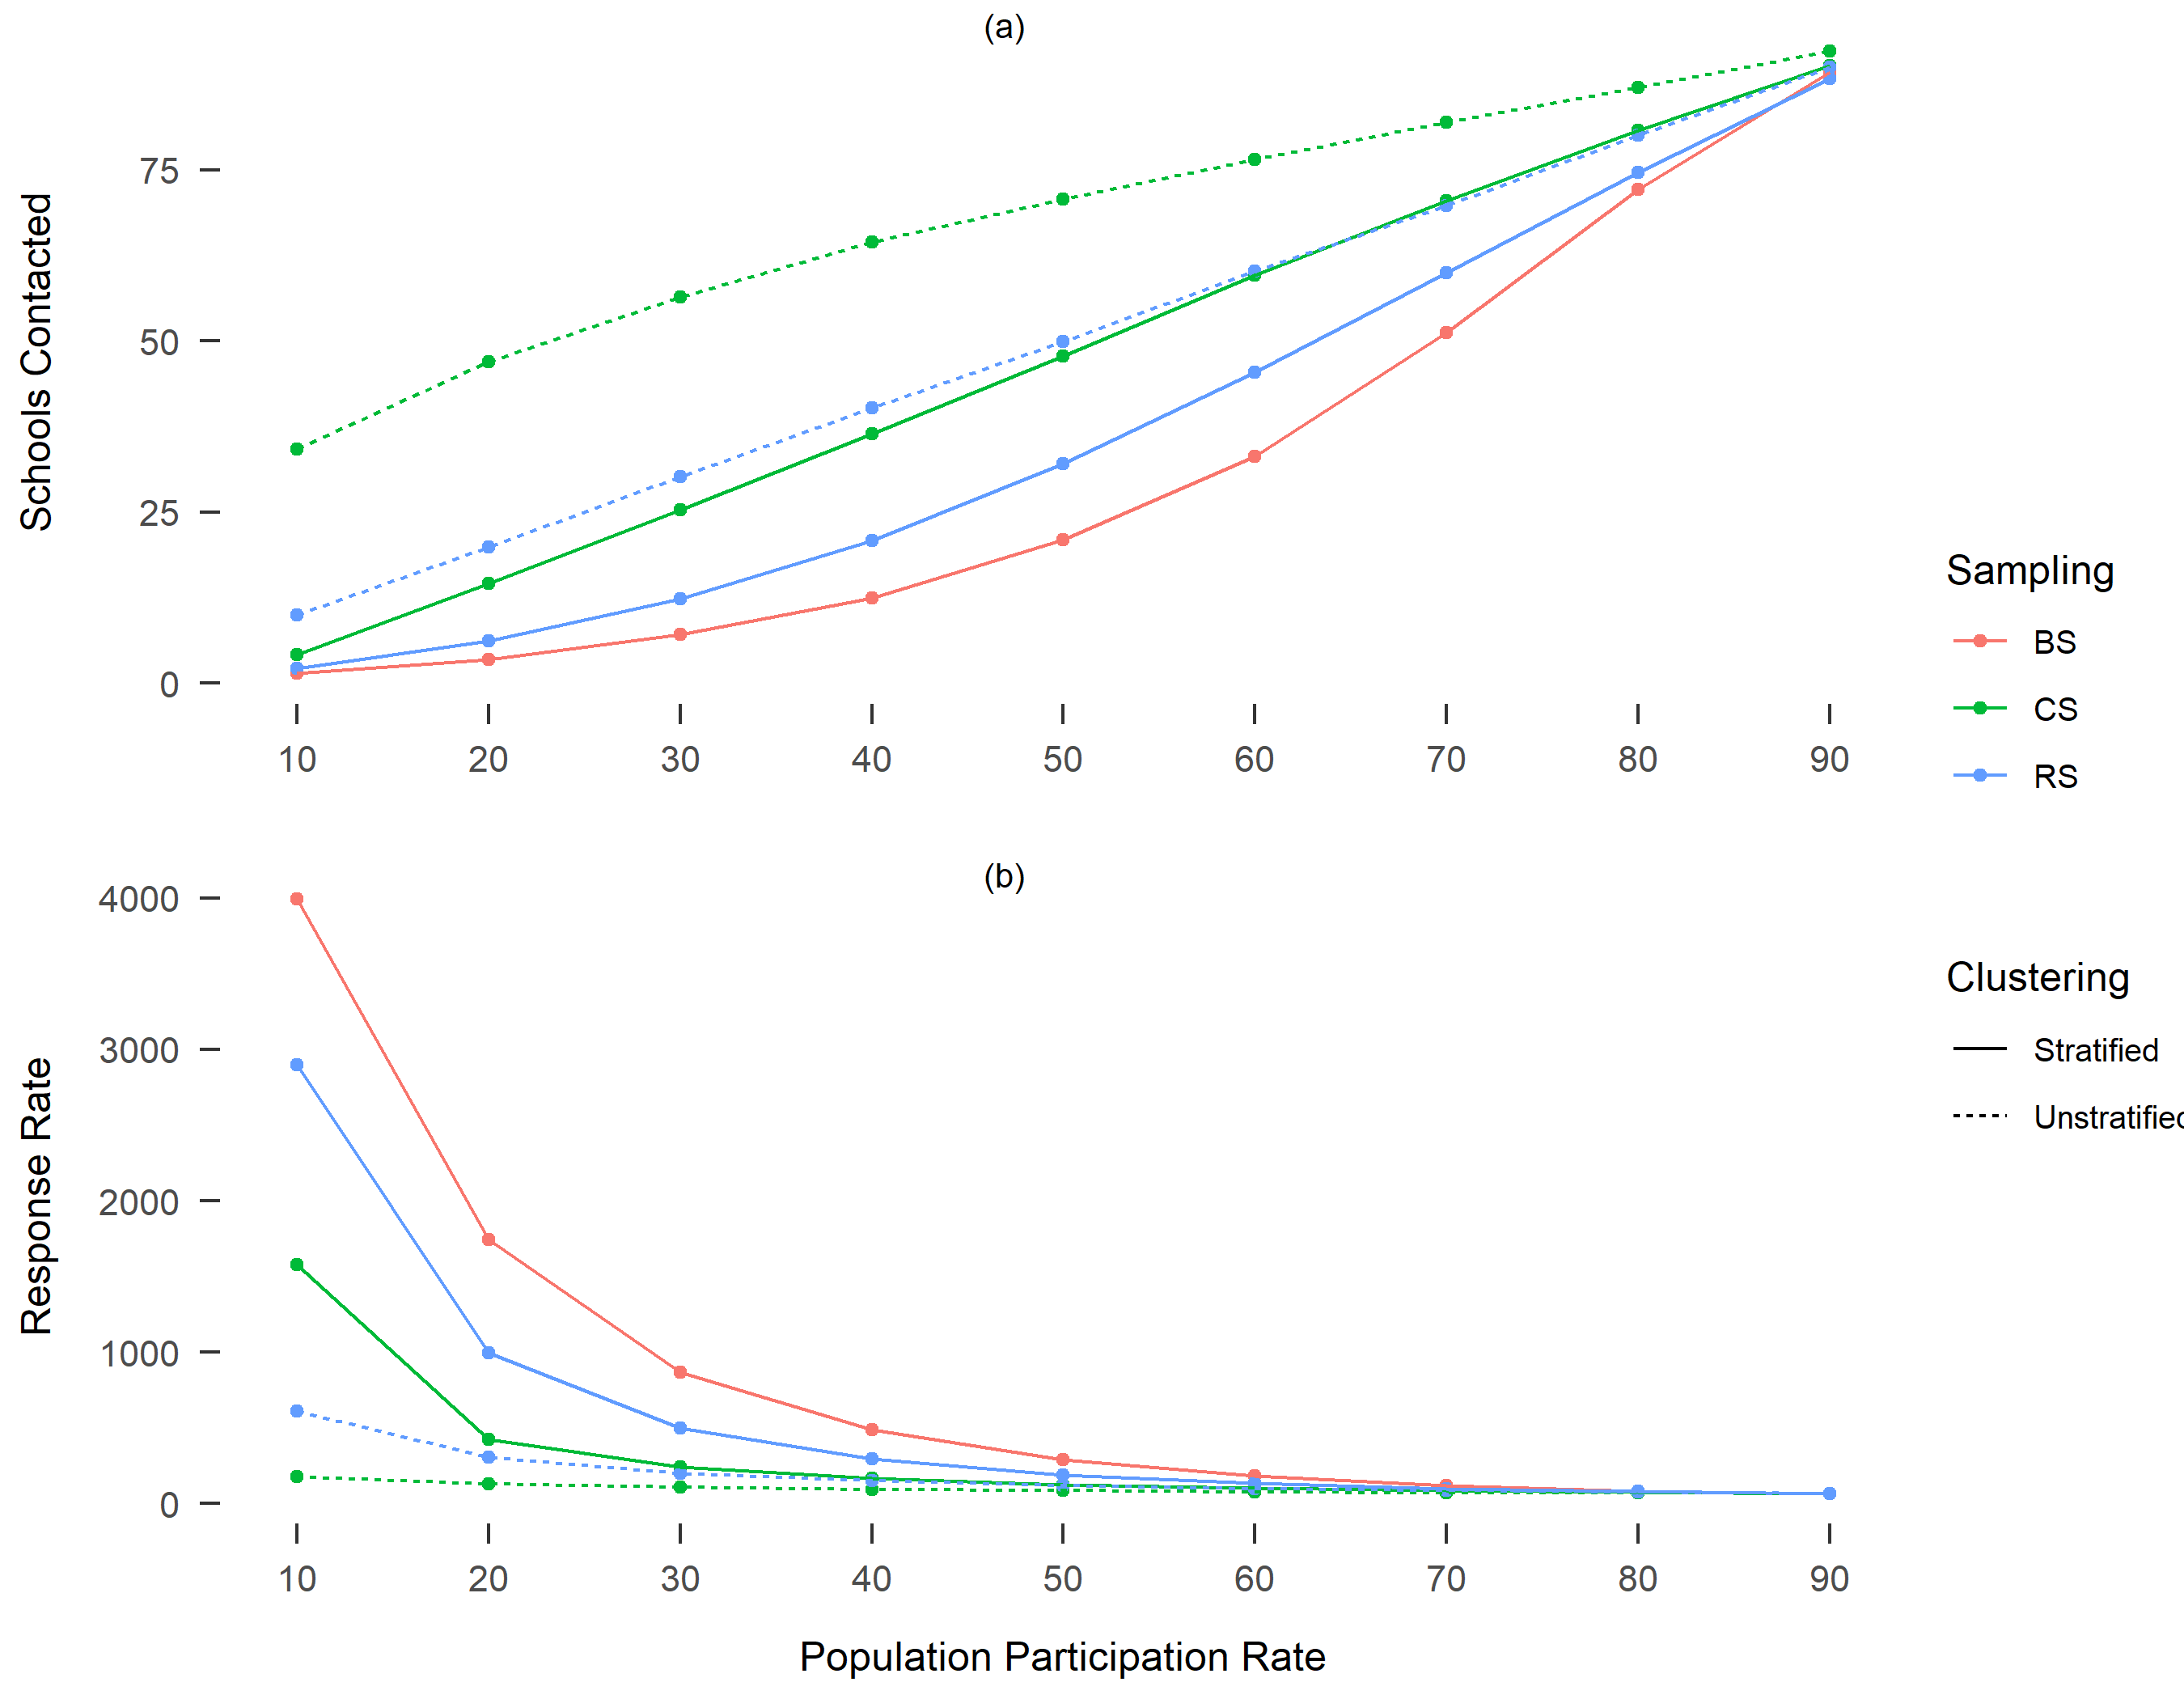 (a)
Schools Contacted
75
50
25
0
10 20 30 40 50 60 70 80 90
Sampling
BS
CS
RS
(b)
Response Rate
4000
3000
2000
1000
0
10 20 30 40 50 60 70 80 90
Population Participation Rate
Clustering
Stratified
Unstratified